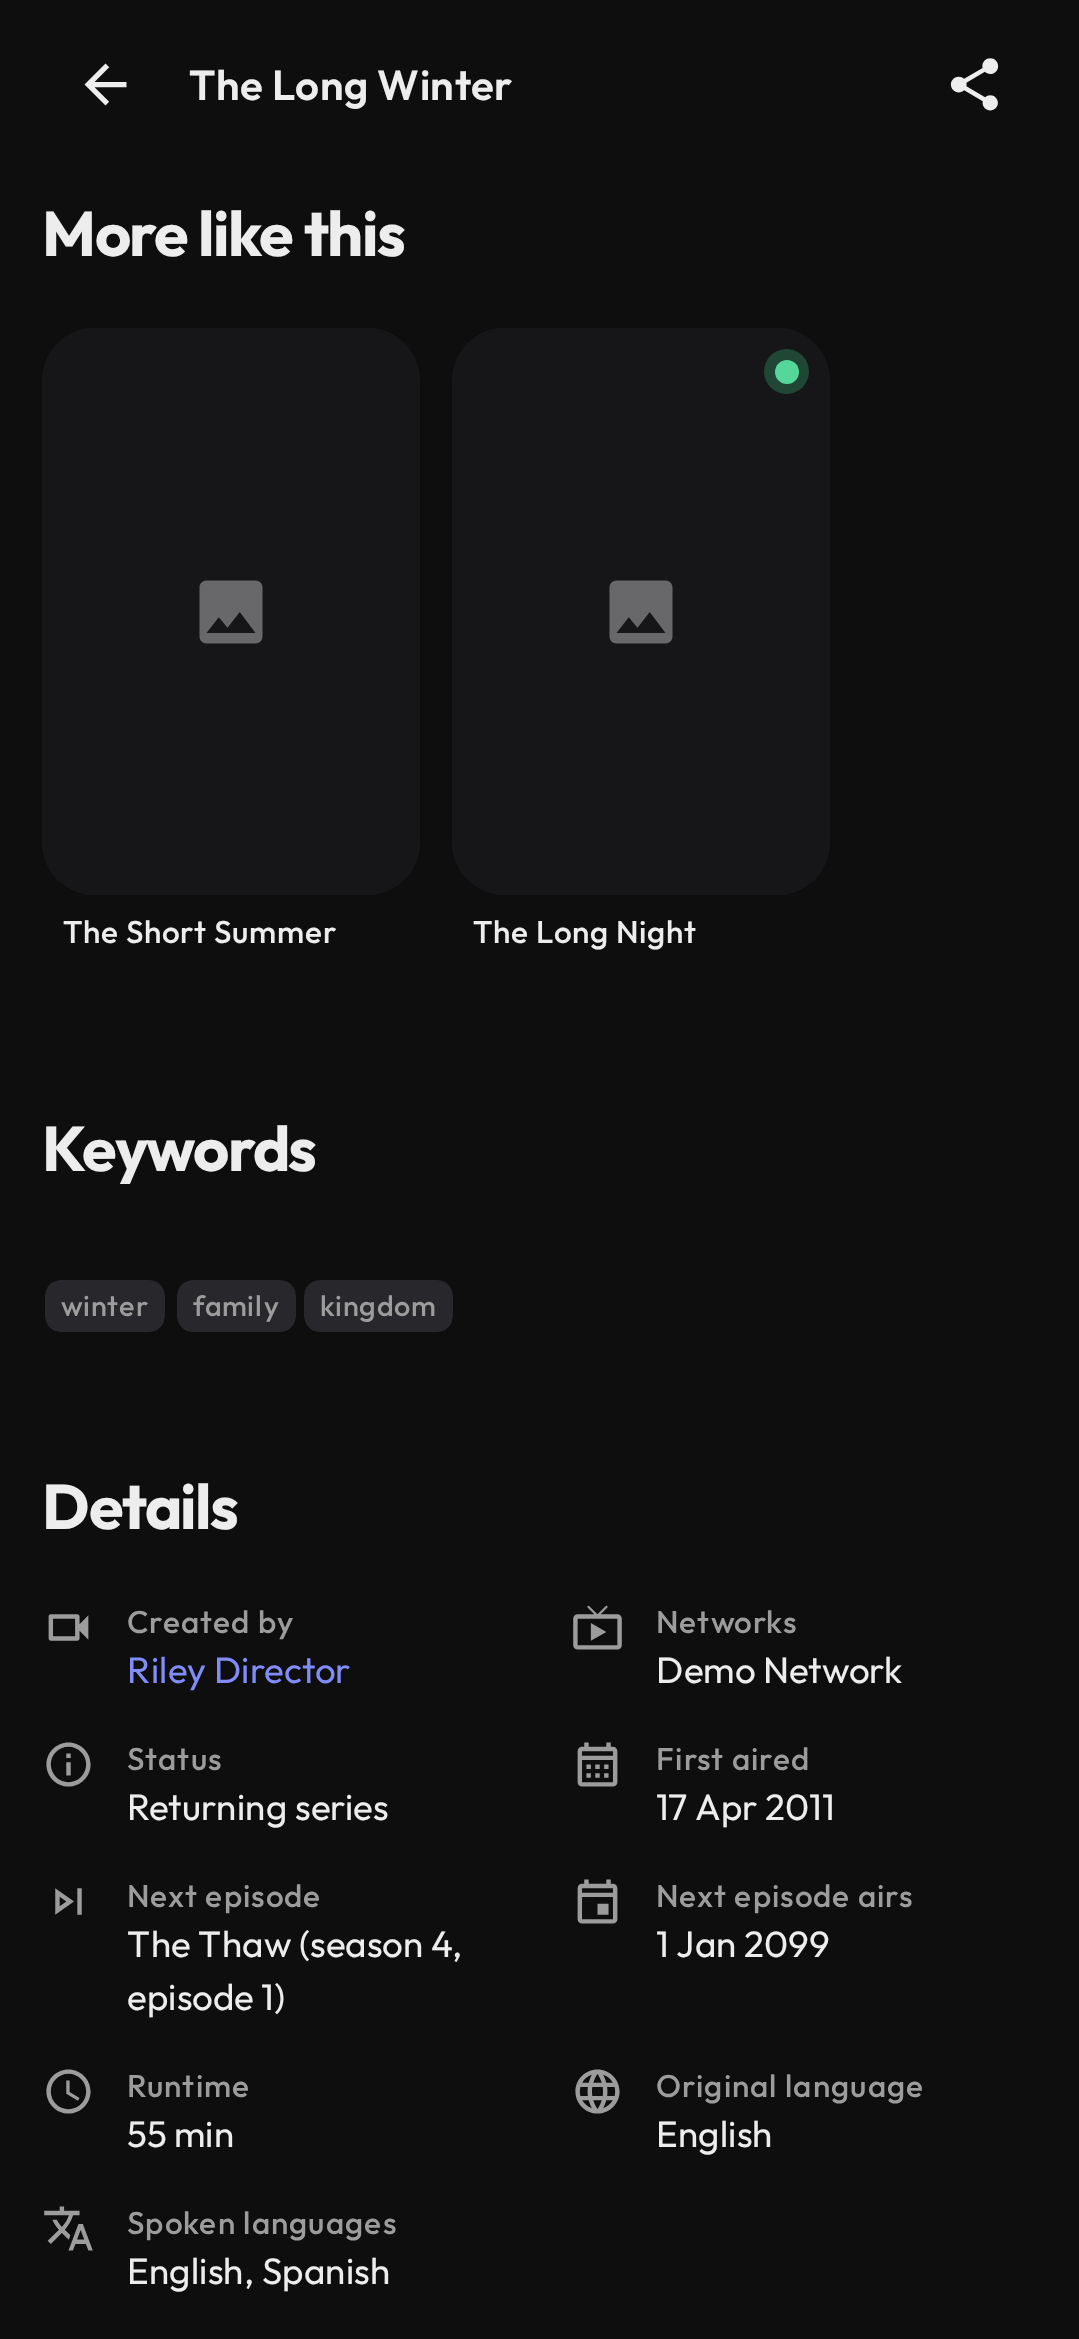 The Long Winter
More like this
The Short Summer
The Long Night
Keywords
winter
family
kingdom
Details
Created by
Riley Director
Networks
Demo Network
Status
Returning series
First aired
17 Apr 2011
Next episode
The Thaw (season 4,
episode 1)
Next episode airs
1 Jan 2099
Runtime
55 min
Original language
English
Spoken languages
English, Spanish